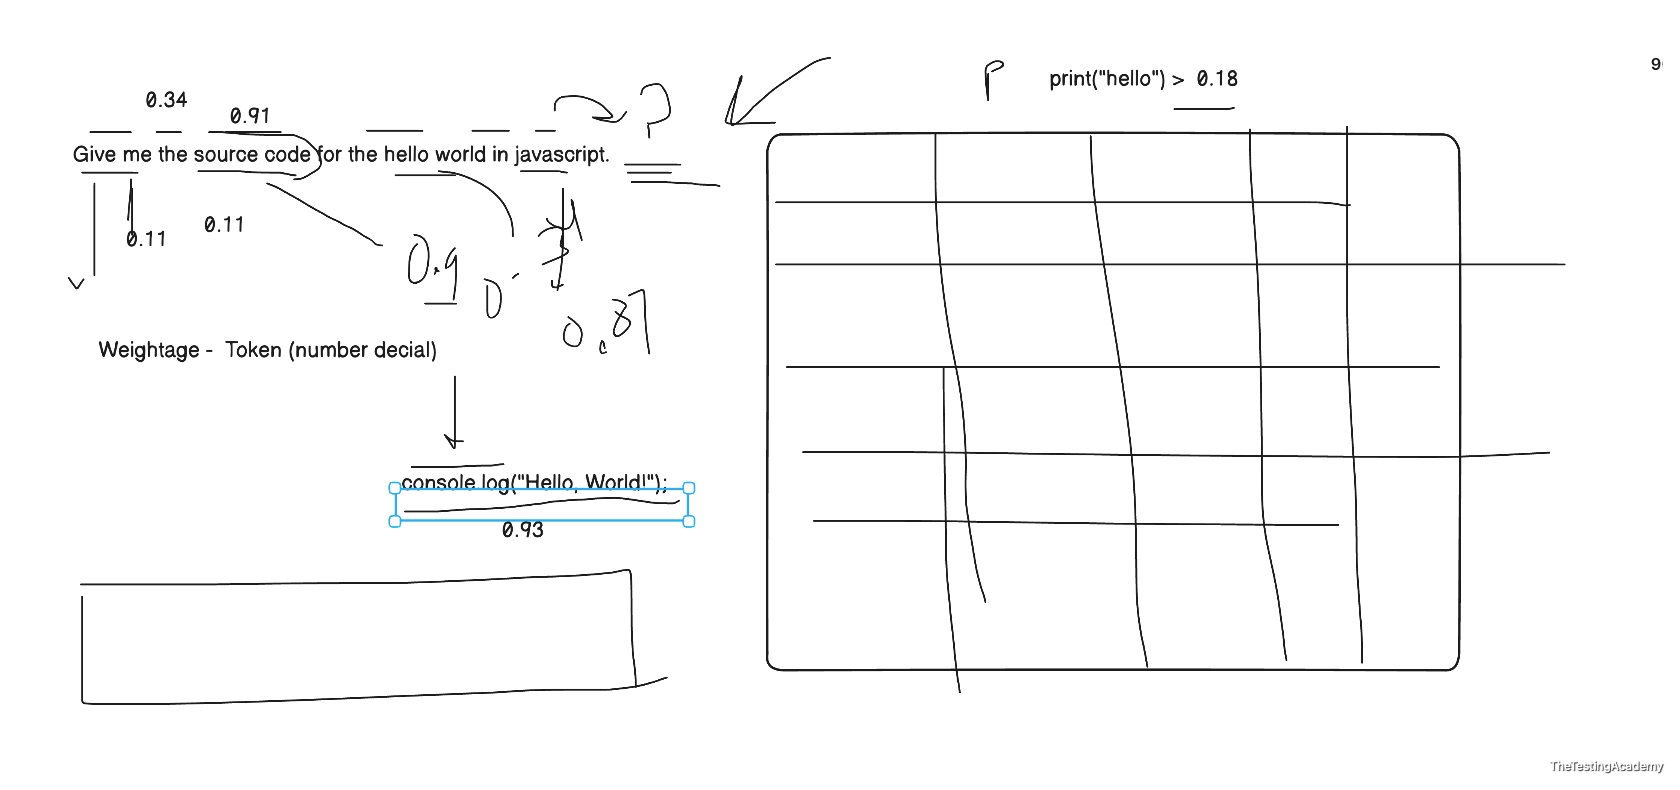 0.34
0.91
Give me the source code for the hello world in javascript.
?
0.11
0.11
0.9
0.87
Weightage -  Token (number decial)
console log("Hello, World!");
0.93
P
print("hello") > 0.18
TheTestingAcademy